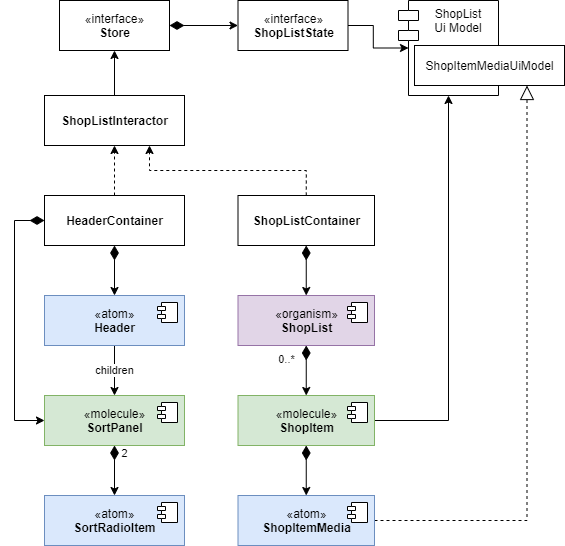 «interface»
Store
«interface»
ShopListState
ShopList
Ui Model
ShopItemMediaUiModel
ShopListInteractor
HeaderContainer
ShopListContainer
«atom»
Header
«organism»
ShopList
children
0..*
«molecule»
SortPanel
«molecule»
ShopItem
2
«atom»
SortRadioItem
«atom»
ShopItemMedia